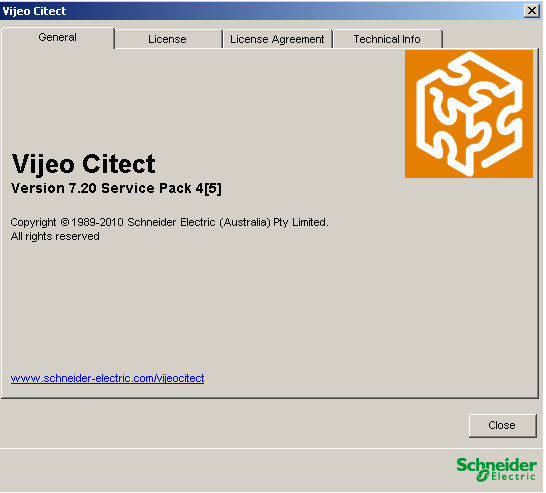 Vijeo Citect
General
License
License Agreement
Technical Info
Vijeo Citect
Version 7.20 Service Pack 4[5]
Copyright © 1989-2010 Schneider Electric (Australia) Pty Limited.
All rights reserved
www.schneider-electric.com/vijeocitect
Close
Schneider
Electric